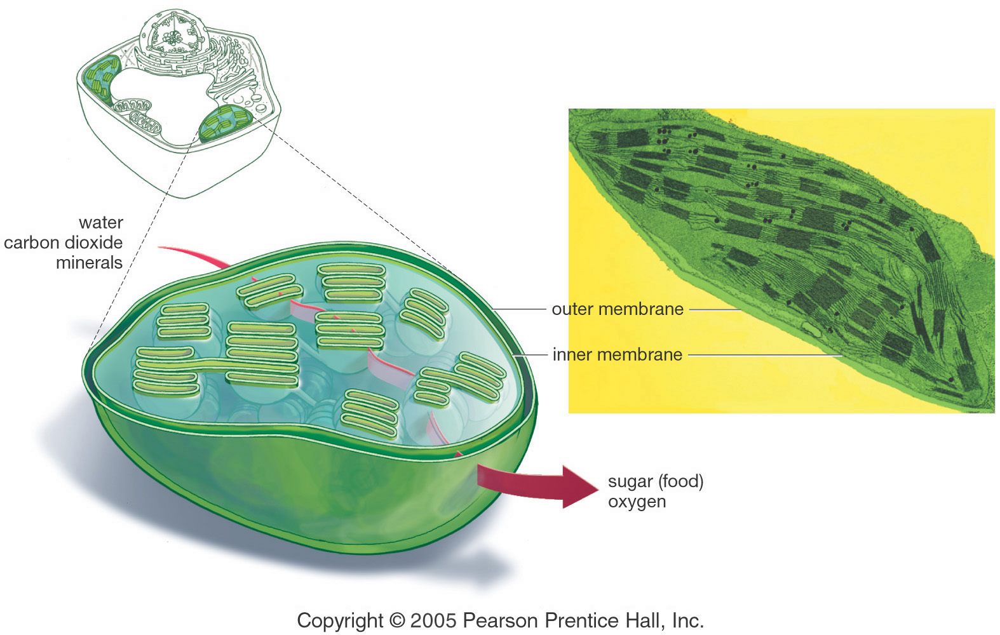 water
carbon dioxide
minerals
outer membrane
inner membrane
sugar (food)
oxygen
Copyright © 2005 Pearson Prentice Hall, Inc.